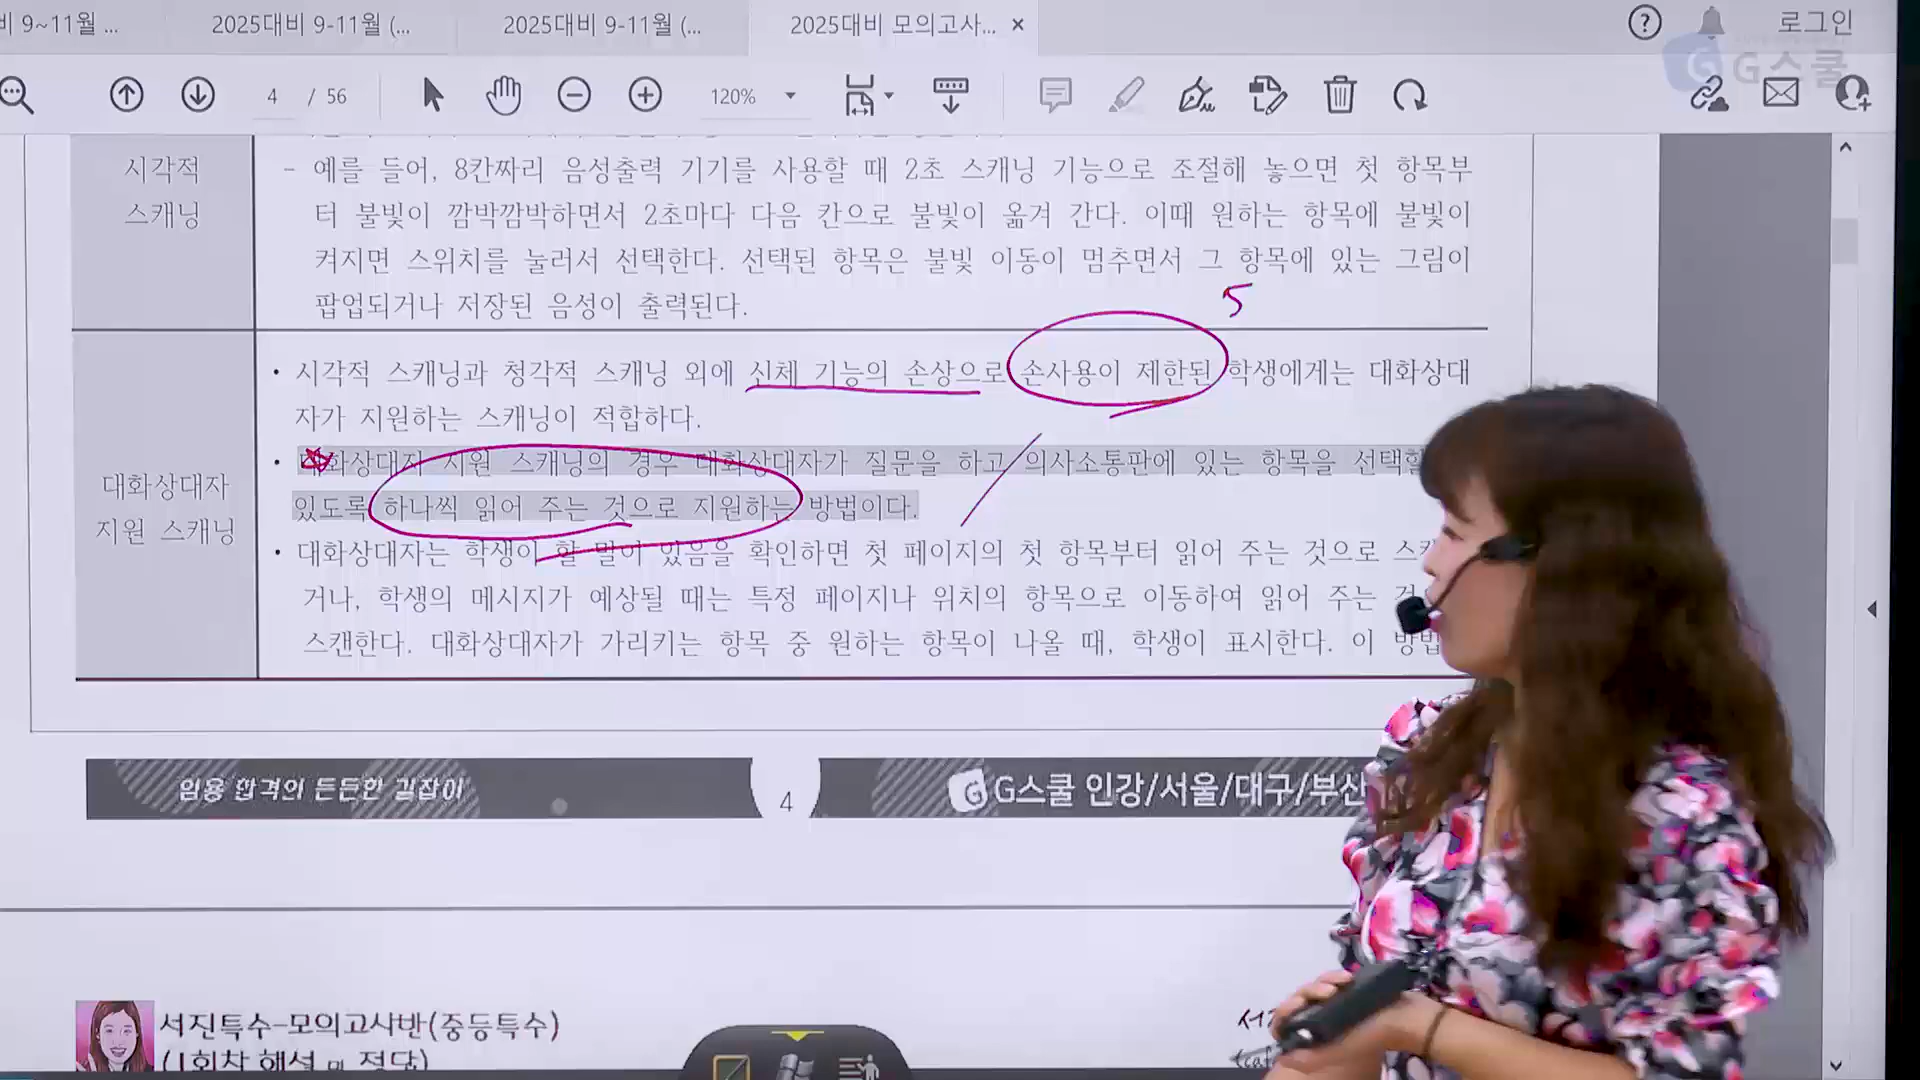 비 9~11월 ...
2025대비 9-11월 (...
2025대비 9-11월 (...
2025대비 모의고사... ×
로그인
G스쿨
4 / 56
120%
시각적
스캐닝
- 예를 들어, 8칸짜리 음성출력 기기를 사용할 때 2초 스캐닝 기능으로 조절해 놓으면 첫 항목부
터 불빛이 깜박깜박하면서 2초마다 다음 칸으로 불빛이 옮겨 간다. 이때 원하는 항목에 불빛이
켜지면 스위치를 눌러서 선택한다. 선택된 항목은 불빛 이동이 멈추면서 그 항목에 있는 그림이
팝업되거나 저장된 음성이 출력된다.
5
대화상대자
지원 스캐닝
• 시각적 스캐닝과 청각적 스캐닝 외에 신체 기능의 손상으로 손사용이 제한된 학생에게는 대화상대
자가 지원하는 스캐닝이 적합하다.
• 대화상대자 지원 스캐닝의 경우 대화상대자가 질문을 하고 의사소통판에 있는 항목을 선택할
있도록 하나씩 읽어 주는 것으로 지원하는 방법이다.
• 대화상대자는 학생이 할 말이 있음을 확인하면 첫 페이지의 첫 항목부터 읽어 주는 것으로 스캐
거나, 학생의 메시지가 예상될 때는 특정 페이지나 위치의 항목으로 이동하여 읽어 주는
스캔한다. 대화상대자가 가리키는 항목 중 원하는 항목이 나올 때, 학생이 표시한다. 이 방법
임용 합격의 든든한 길잡이
4
G스쿨 인강/서울/대구/부산
서진특수-모의고사반(중등특수)
(1회차 해설 및 정답)